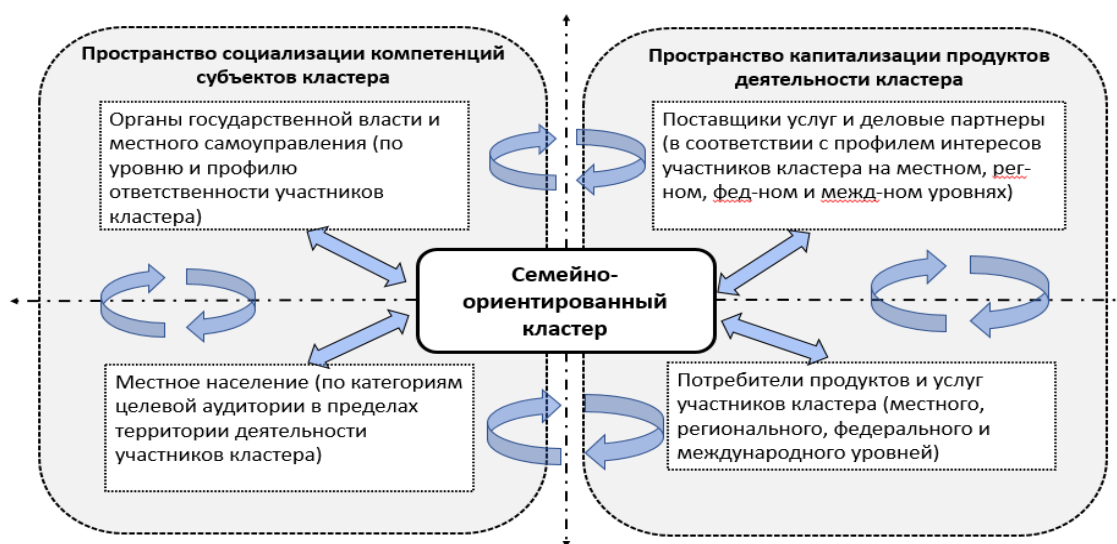 Пространство социализации компетенций
субъектов кластера
Органы государственной власти и
местного самоуправления (по
уровню и профилю
ответственности участников
кластера)
Местное население (по категориям
целевой аудитории в пределах
территории деятельности
участников кластера)
Семейно-
ориентированный
кластер
Пространство капитализации продуктов
деятельности кластера
Поставщики услуг и деловые партнеры
(в соответствии с профилем интересов
участников кластера на местном, рег-
ном, фед-ном и межд-ном уровнях)
Потребители продуктов и услуг
участников кластера (местного,
регионального, федерального и
международного уровней)